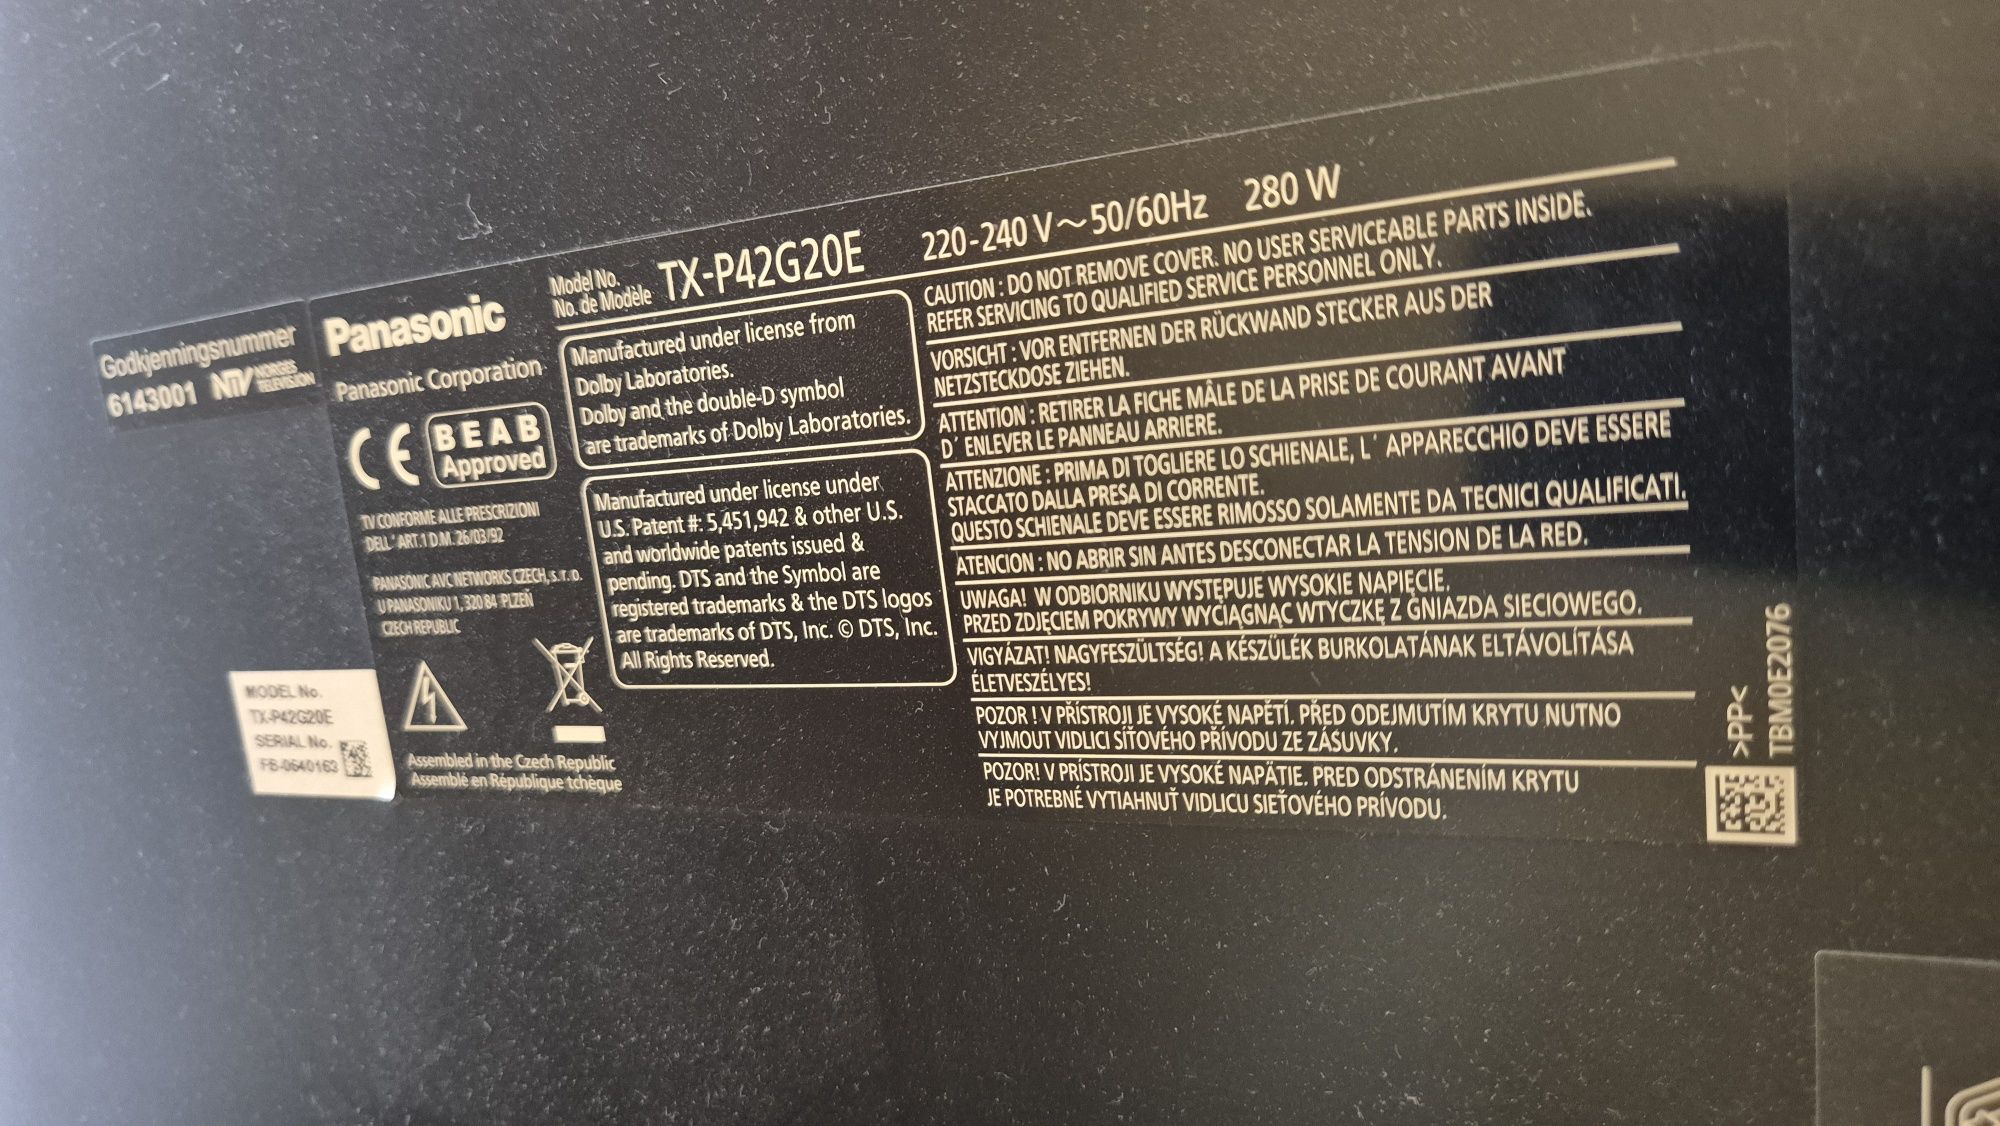 Godkjenningsnummer
6143001 NTV NORGES TELEVISION
Panasonic
Panasonic Corporation
CE BEAB Approved
TV CONFORME ALLE PRESCRIZIONI
DELL' ART.1 D.M. 26/03/92
PANASONIC AVC NETWORKS CZECH, s.r.o.
U PANASONIKU 1, 320 84 PLZEŇ
CZECH REPUBLIC
Assembled in the Czech Republic
Assemblé en République tchèque
MODEL No.
TX-P42G20E
SERIAL No.
FB-0640163
Model No.
No. de Modèle TX-P42G20E
220-240 V~50/60Hz 280 W
Manufactured under license from
Dolby Laboratories.
Dolby and the double-D symbol
are trademarks of Dolby Laboratories.
Manufactured under license under
U.S. Patent #: 5,451,942 & other U.S.
and worldwide patents issued &
pending. DTS and the Symbol are
registered trademarks & the DTS logos
are trademarks of DTS, Inc. © DTS, Inc.
All Rights Reserved.
CAUTION : DO NOT REMOVE COVER. NO USER SERVICEABLE PARTS INSIDE.
REFER SERVICING TO QUALIFIED SERVICE PERSONNEL ONLY.
VORSICHT : VOR ENTFERNEN DER RÜCKWAND STECKER AUS DER
NETZSTECKDOSE ZIEHEN.
ATTENTION : RETIRER LA FICHE MÂLE DE LA PRISE DE COURANT AVANT
D' ENLEVER LE PANNEAU ARRIERE.
ATTENZIONE : PRIMA DI TOGLIERE LO SCHIENALE, L' APPARECCHIO DEVE ESSERE
STACCATO DALLA PRESA DI CORRENTE.
QUESTO SCHIENALE DEVE ESSERE RIMOSSO SOLAMENTE DA TECNICI QUALIFICATI.
ATENCION : NO ABRIR SIN ANTES DESCONECTAR LA TENSION DE LA RED.
UWAGA! W ODBIORNIKU WYSTĘPUJE WYSOKIE NAPIĘCIE.
PRZED ZDJĘCIEM POKRYWY WYCIĄGNĄC WTYCZKĘ Z GNIAZDA SIECIOWEGO.
VIGYÁZAT! NAGYFESZÜLTSÉG! A KÉSZÜLÉK BURKOLATÁNAK ELTÁVOLÍTÁSA
ÉLETVESZÉLYES!
POZOR ! V PŘÍSTROJI JE VYSOKÉ NAPĚTÍ. PŘED ODEJMUTÍM KRYTU NUTNO
VYJMOUT VIDLICI SÍŤOVÉHO PŘÍVODU ZE ZÁSUVKY.
POZOR! V PRÍSTROJI JE VYSOKÉ NAPÄTIE. PRED ODSTRÁNENÍM KRYTU
JE POTREBNÉ VYTIAHNUŤ VIDLICU SIEŤOVÉHO PRÍVODU.
>PP<
TBM0E2076